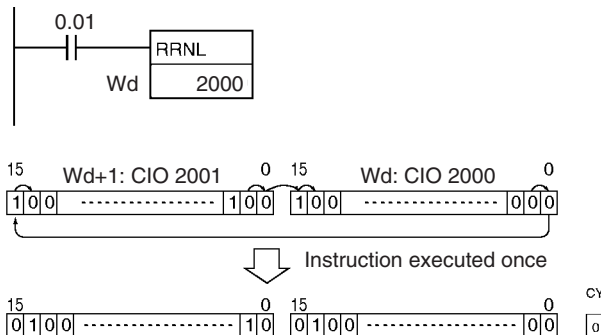 0.01
RRNL
Wd 2000
15 Wd+1: CIO 2001 0 15 Wd: CIO 2000 0
1 0 0 1 0 0 1 0 0 0 0 0
Instruction executed once
15 0 15 0 CY
0 1 0 0 1 0 0 1 0 0 0 0 0